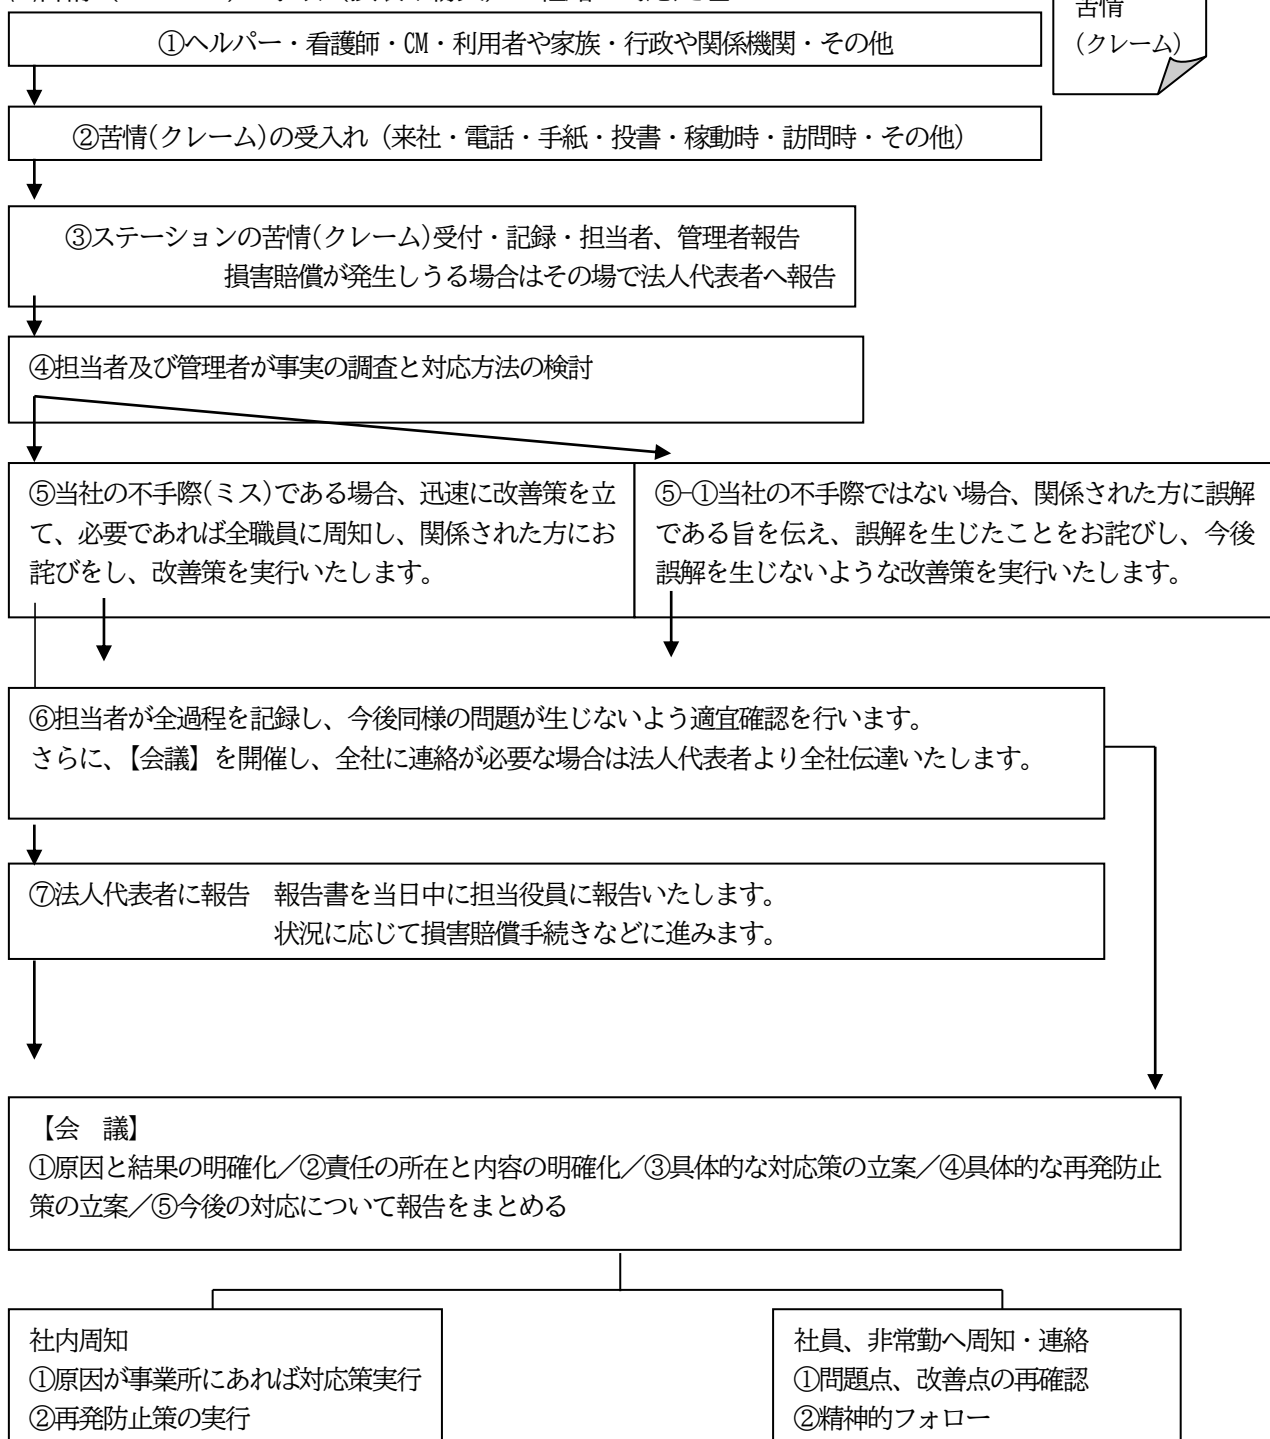 苦情
(クレーム)
①ヘルパー・看護師・CM・利用者や家族・行政や関係機関・その他
②苦情(クレーム)の受入れ（来社・電話・手紙・投書・稼動時・訪問時・その他）
③ステーションの苦情(クレーム)受付・記録・担当者、管理者報告
損害賠償が発生しうる場合はその場で法人代表者へ報告
④担当者及び管理者が事実の調査と対応方法の検討
⑤当社の不手際(ミス)である場合、迅速に改善策を立
て、必要であれば全職員に周知し、関係された方にお
詫びをし、改善策を実行いたします。
⑤-①当社の不手際ではない場合、関係された方に誤解
である旨を伝え、誤解を生じたことをお詫びし、今後
誤解を生じないような改善策を実行いたします。
⑥担当者が全過程を記録し、今後同様の問題が生じないよう適宜確認を行います。
さらに、【会議】を開催し、全社に連絡が必要な場合は法人代表者より全社伝達いたします。
⑦法人代表者に報告　報告書を当日中に担当役員に報告いたします。
状況に応じて損害賠償手続きなどに進みます。
【会　議】
①原因と結果の明確化／②責任の所在と内容の明確化／③具体的な対応策の立案／④具体的な再発防止
策の立案／⑤今後の対応について報告をまとめる
社内周知
①原因が事業所にあれば対応策実行
②再発防止策の実行
社員、非常勤へ周知・連絡
①問題点、改善点の再確認
②精神的フォロー